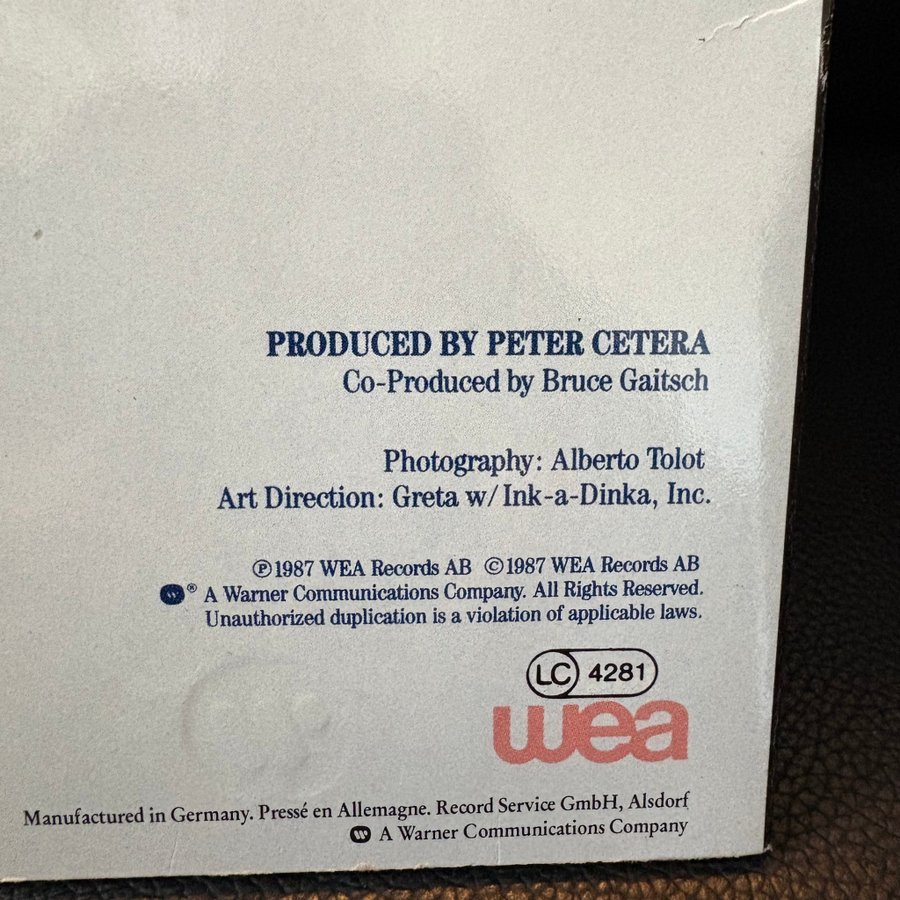 PRODUCED BY PETER CETERA
Co-Produced by Bruce Gaitsch
Photography: Alberto Tolot
Art Direction: Greta w/ Ink-a-Dinka, Inc.
℗1987 WEA Records AB ©1987 WEA Records AB
® A Warner Communications Company. All Rights Reserved.
Unauthorized duplication is a violation of applicable laws.
LC 4281
wea
Manufactured in Germany. Pressé en Allemagne. Record Service GmbH, Alsdorf
A Warner Communications Company